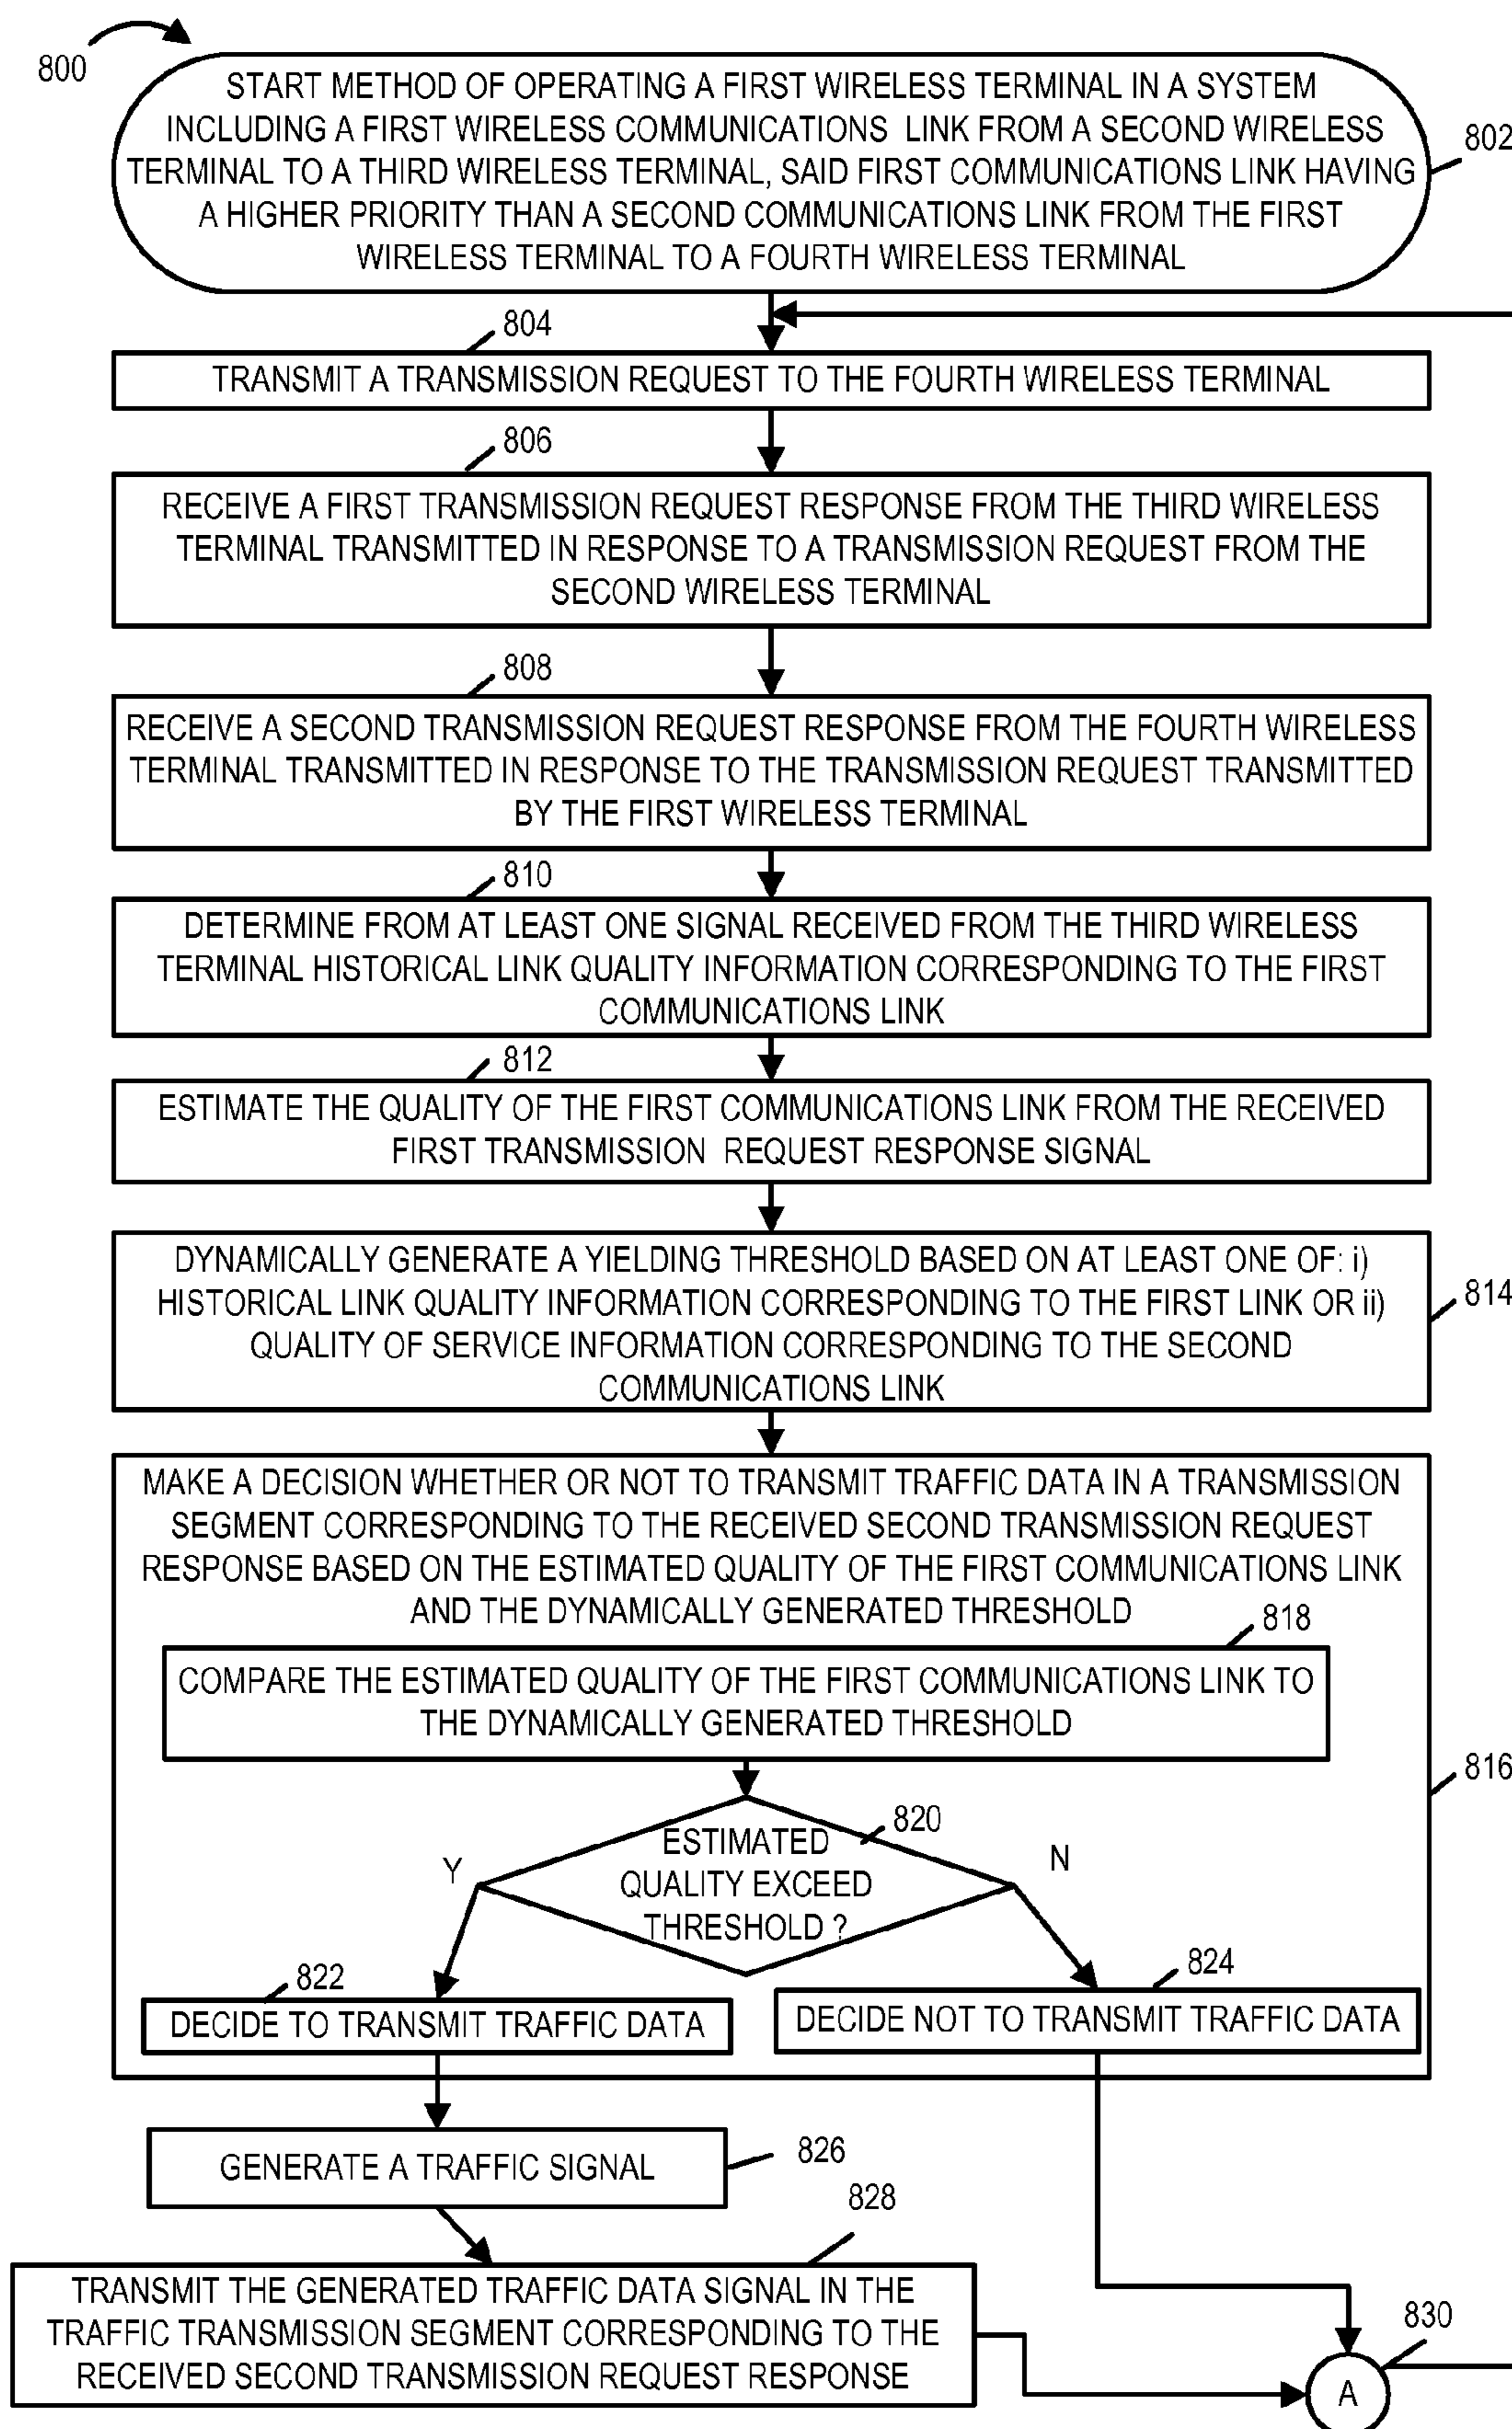 800
START METHOD OF OPERATING A FIRST WIRELESS TERMINAL IN A SYSTEM
INCLUDING A FIRST WIRELESS COMMUNICATIONS LINK FROM A SECOND WIRELESS
TERMINAL TO A THIRD WIRELESS TERMINAL, SAID FIRST COMMUNICATIONS LINK HAVING
A HIGHER PRIORITY THAN A SECOND COMMUNICATIONS LINK FROM THE FIRST
WIRELESS TERMINAL TO A FOURTH WIRELESS TERMINAL
802
804
TRANSMIT A TRANSMISSION REQUEST TO THE FOURTH WIRELESS TERMINAL
806
RECEIVE A FIRST TRANSMISSION REQUEST RESPONSE FROM THE THIRD WIRELESS
TERMINAL TRANSMITTED IN RESPONSE TO A TRANSMISSION REQUEST FROM THE
SECOND WIRELESS TERMINAL
808
RECEIVE A SECOND TRANSMISSION REQUEST RESPONSE FROM THE FOURTH WIRELESS
TERMINAL TRANSMITTED IN RESPONSE TO THE TRANSMISSION REQUEST TRANSMITTED
BY THE FIRST WIRELESS TERMINAL
810
DETERMINE FROM AT LEAST ONE SIGNAL RECEIVED FROM THE THIRD WIRELESS
TERMINAL HISTORICAL LINK QUALITY INFORMATION CORRESPONDING TO THE FIRST
COMMUNICATIONS LINK
812
ESTIMATE THE QUALITY OF THE FIRST COMMUNICATIONS LINK FROM THE RECEIVED
FIRST TRANSMISSION REQUEST RESPONSE SIGNAL
DYNAMICALLY GENERATE A YIELDING THRESHOLD BASED ON AT LEAST ONE OF: i)
HISTORICAL LINK QUALITY INFORMATION CORRESPONDING TO THE FIRST LINK OR ii)
QUALITY OF SERVICE INFORMATION CORRESPONDING TO THE SECOND
COMMUNICATIONS LINK
814
MAKE A DECISION WHETHER OR NOT TO TRANSMIT TRAFFIC DATA IN A TRANSMISSION
SEGMENT CORRESPONDING TO THE RECEIVED SECOND TRANSMISSION REQUEST
RESPONSE BASED ON THE ESTIMATED QUALITY OF THE FIRST COMMUNICATIONS LINK
AND THE DYNAMICALLY GENERATED THRESHOLD
818
COMPARE THE ESTIMATED QUALITY OF THE FIRST COMMUNICATIONS LINK TO
THE DYNAMICALLY GENERATED THRESHOLD
816
820
ESTIMATED
QUALITY EXCEED
THRESHOLD ?
Y
N
822
DECIDE TO TRANSMIT TRAFFIC DATA
824
DECIDE NOT TO TRANSMIT TRAFFIC DATA
GENERATE A TRAFFIC SIGNAL
826
828
TRANSMIT THE GENERATED TRAFFIC DATA SIGNAL IN THE
TRAFFIC TRANSMISSION SEGMENT CORRESPONDING TO THE
RECEIVED SECOND TRANSMISSION REQUEST RESPONSE
830
A